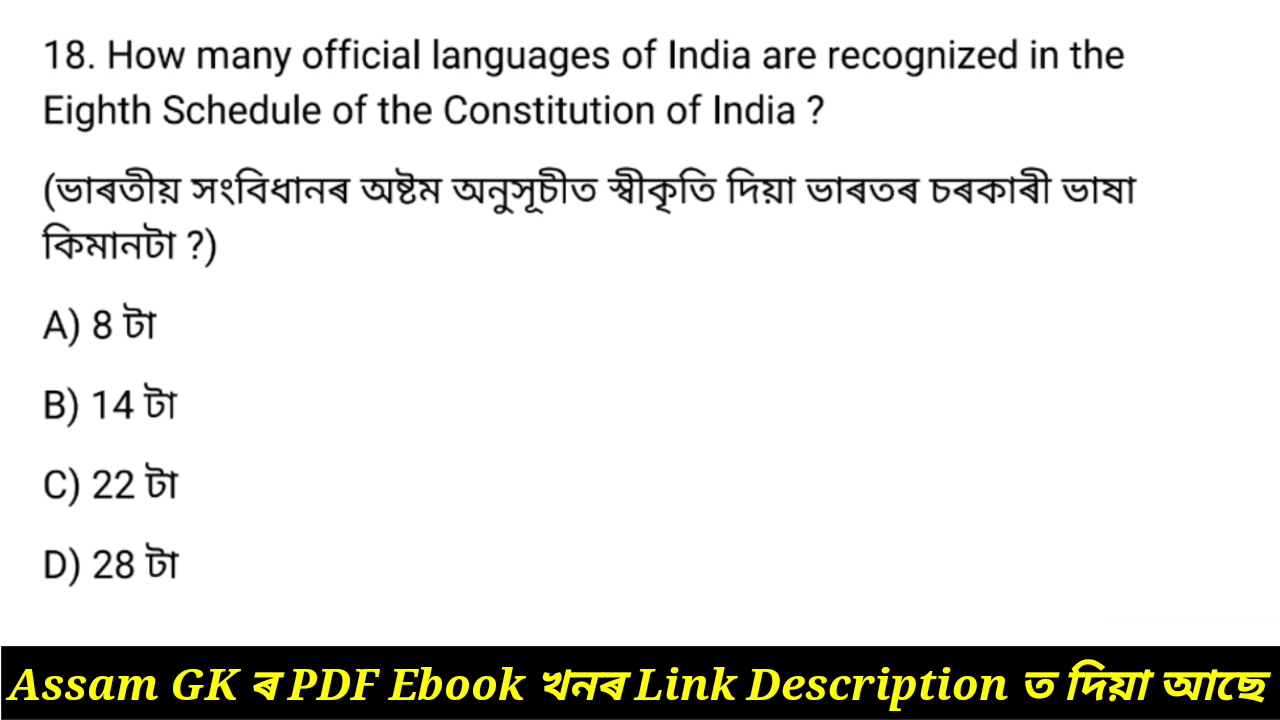 18. How many official languages of India are recognized in the
Eighth Schedule of the Constitution of India ?
(ভাৰতীয় সংবিধানৰ অষ্টম অনুসূচীত স্বীকৃতি দিয়া ভাৰতৰ চৰকাৰী ভাষা
কিমানটা ?)
A) 8 টা
B) 14 টা
C) 22 টা
D) 28 টা
Assam GK ৰ PDF Ebook খনৰ Link Description ত দিয়া আছে